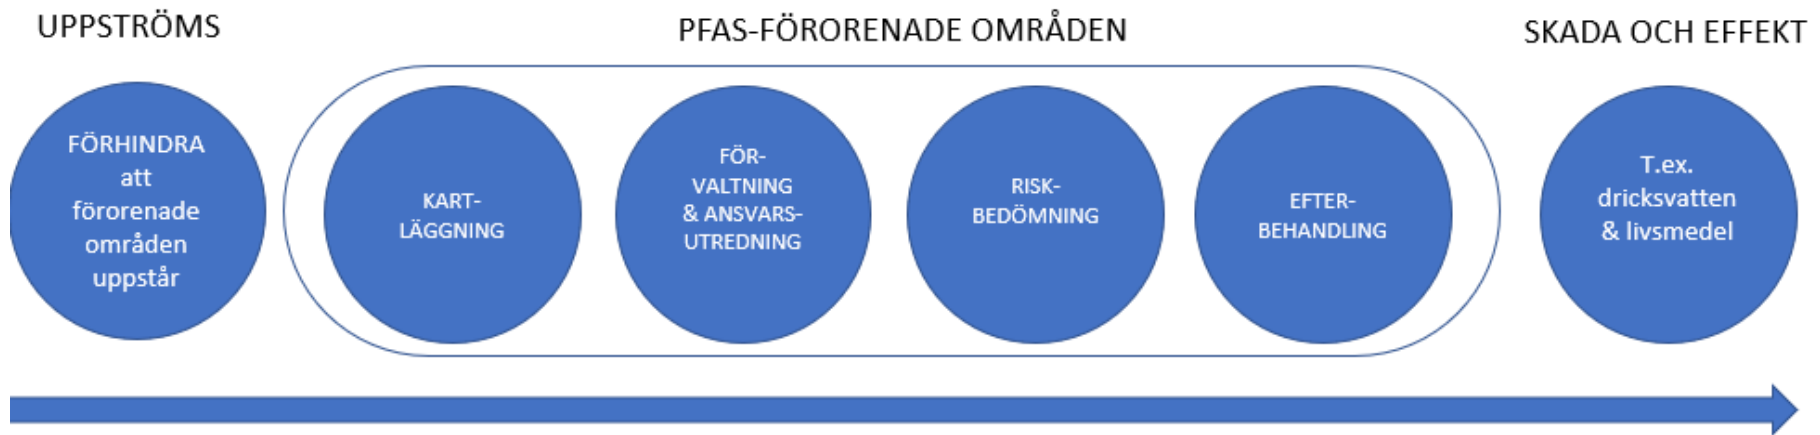 UPPSTRÖMS
PFAS-FÖRORENADE OMRÅDEN
SKADA OCH EFFEKT
FÖRHINDRA
att
förorenade
områden
uppstår
KART-
LÄGGNING
FÖR-
VALTNING
& ANSVARS-
UTREDNING
RISK-
BEDÖMNING
EFTER-
BEHANDLING
T.ex.
dricksvatten
& livsmedel